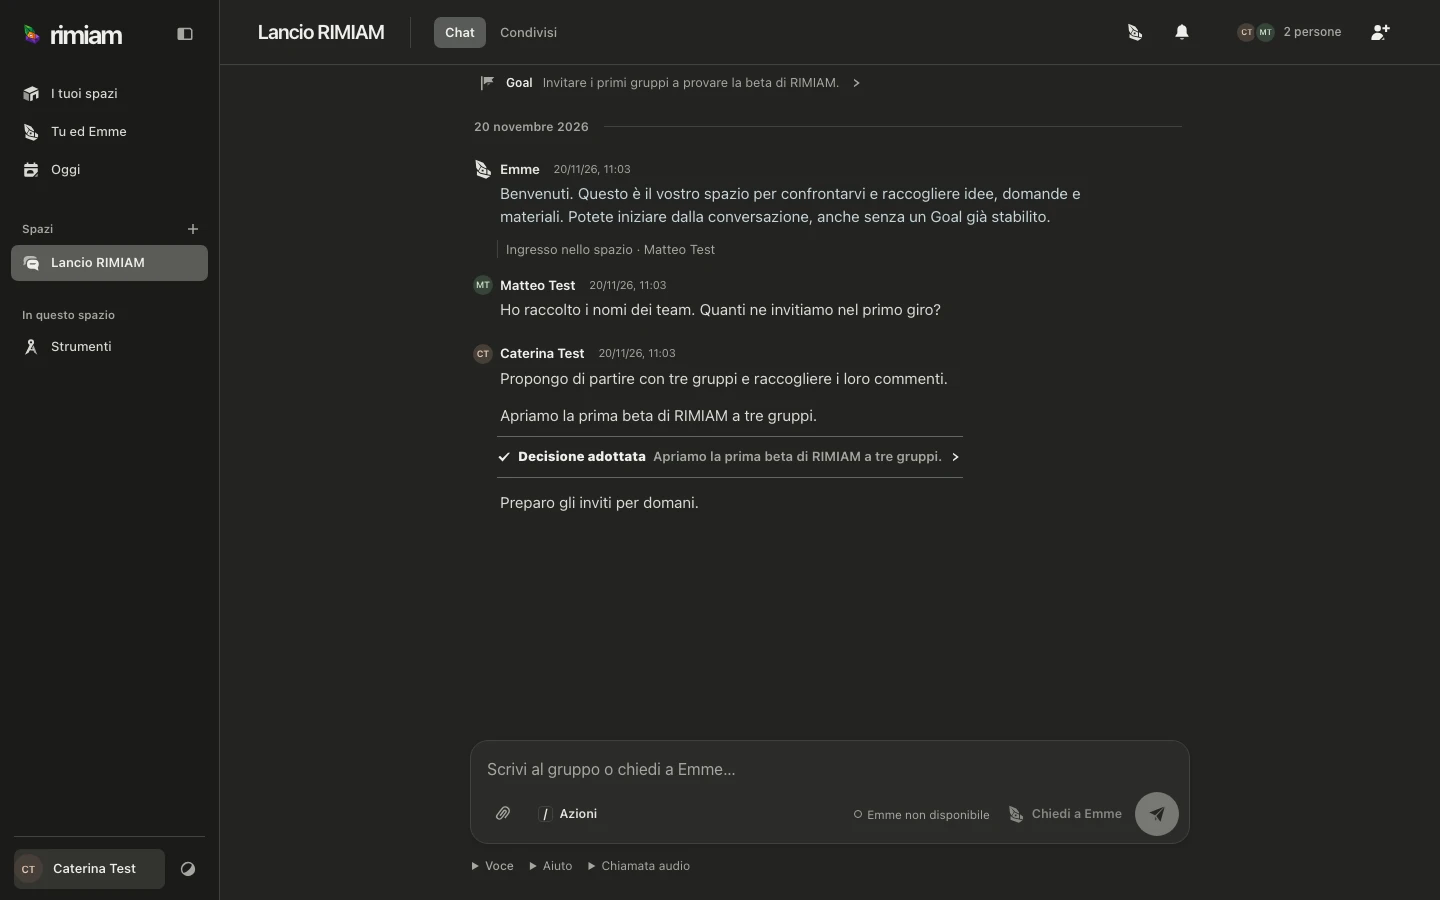 rimiam
I tuoi spazi
Tu ed Emme
Oggi
Spazi
Lancio RIMIAM
In questo spazio
Strumenti
CT Caterina Test
Lancio RIMIAM
Chat
Condivisi
CT MT 2 persone
Goal Invitare i primi gruppi a provare la beta di RIMIAM.
20 novembre 2026
Emme 20/11/26, 11:03
Benvenuti. Questo è il vostro spazio per confrontarvi e raccogliere idee, domande e
materiali. Potete iniziare dalla conversazione, anche senza un Goal già stabilito.
Ingresso nello spazio · Matteo Test
MT Matteo Test 20/11/26, 11:03
Ho raccolto i nomi dei team. Quanti ne invitiamo nel primo giro?
CT Caterina Test 20/11/26, 11:03
Propongo di partire con tre gruppi e raccogliere i loro commenti.
Apriamo la prima beta di RIMIAM a tre gruppi.
Decisione adottata Apriamo la prima beta di RIMIAM a tre gruppi.
Preparo gli inviti per domani.
Scrivi al gruppo o chiedi a Emme...
/ Azioni
Emme non disponibile
Chiedi a Emme
Voce
Aiuto
Chiamata audio